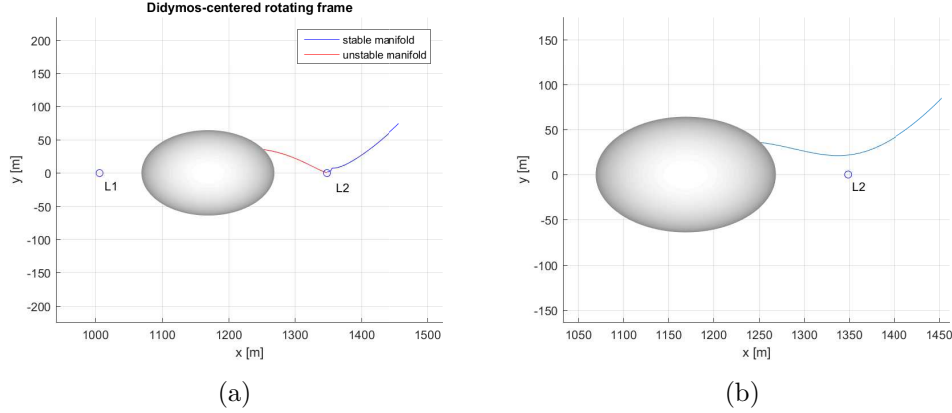 Didymos-centered rotating frame
stable manifold
unstable manifold
200
150
100
50
0
-50
-100
-150
-200
y [m]
L1
L2
1000
1100
1200
1300
1400
1500
x [m]
(a)
150
100
50
0
-50
-100
-150
y [m]
L2
1050
1100
1150
1200
1250
1300
1350
1400
1450
x [m]
(b)